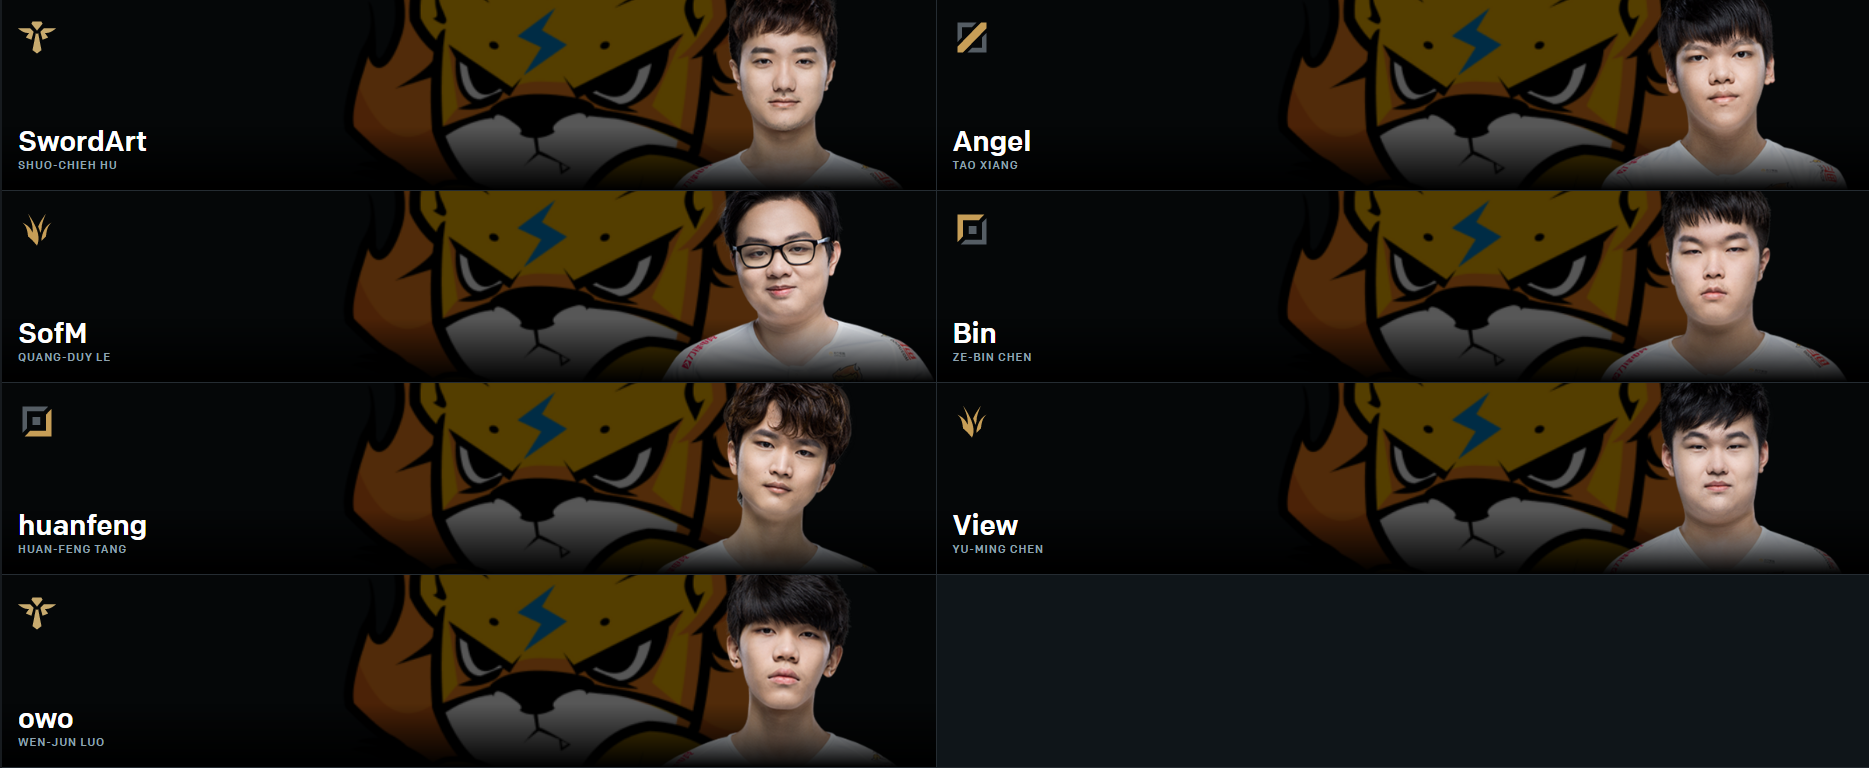 SwordArt
SHUO-CHIEH HU
Angel
TAO XIANG
SofM
QUANG-DUY LE
Bin
ZE-BIN CHEN
huanfeng
HUAN-FENG TANG
View
YU-MING CHEN
owo
WEN-JUN LUO